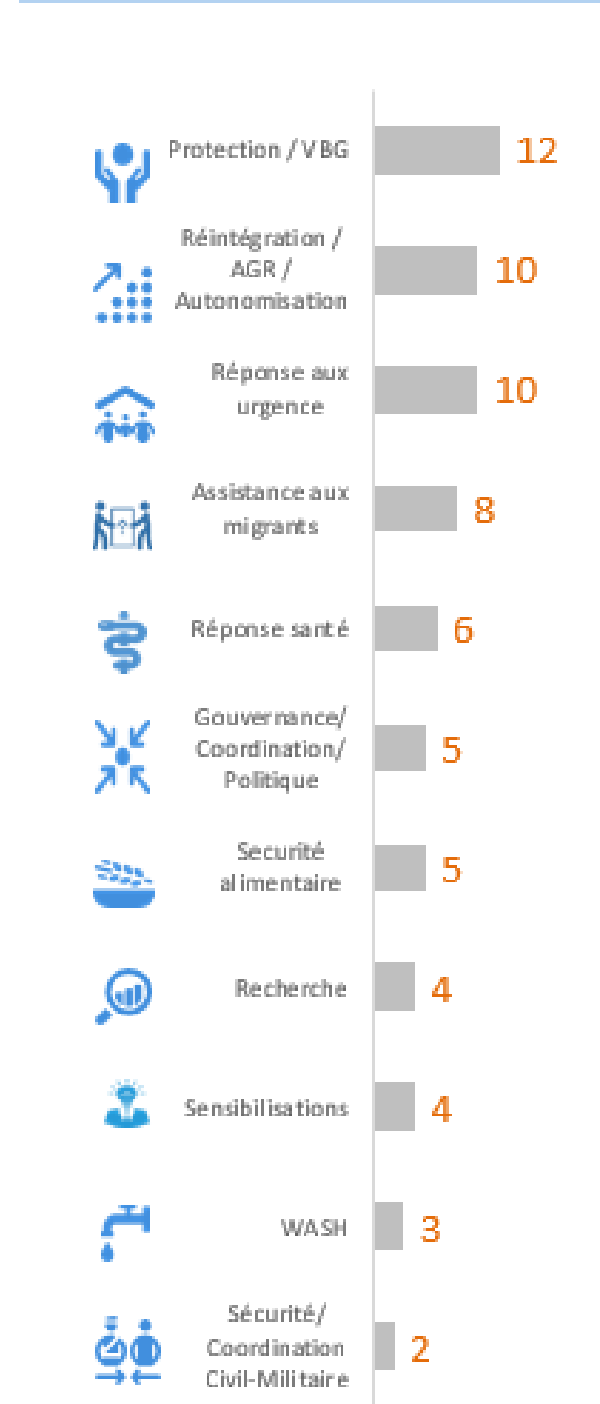 Protection / VBG
12
Réintégration /
AGR /
Autonomisation
10
Réponse aux
urgence
10
Assistance aux
migrants
8
Réponse santé
6
Gouvernance/
Coordination/
Politique
5
Securité
alimentaire
5
Recherche
4
Sensibilisations
4
WASH
3
Sécurité/
Coordination
Civil-Militaire
2